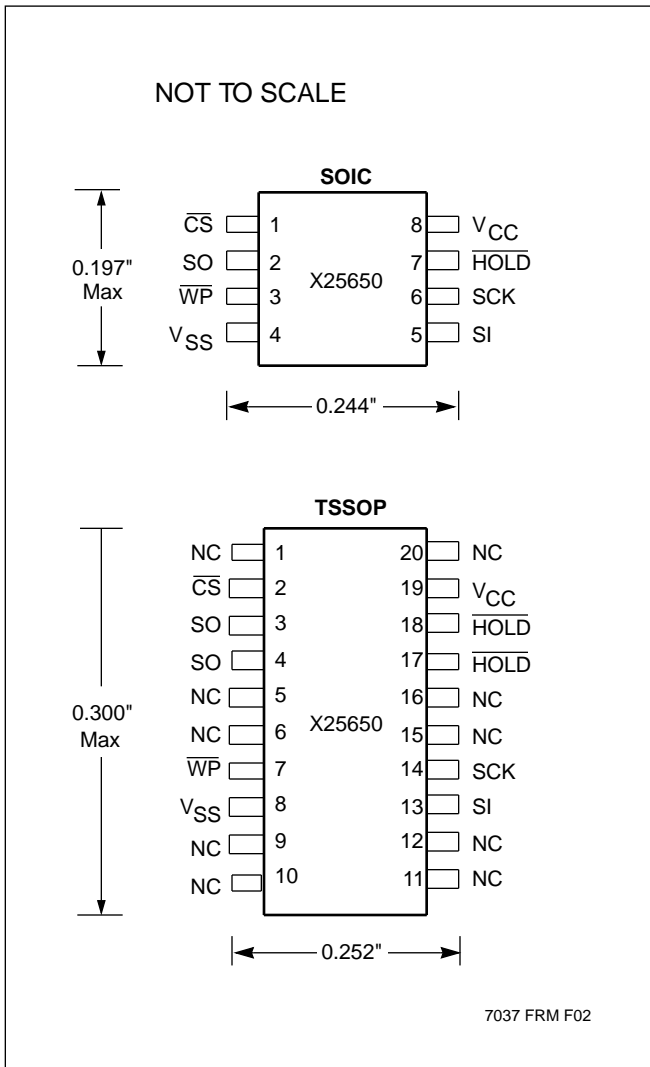 NOT TO SCALE
SOIC
CS 1 8 VCC
SO 2 7 HOLD
0.197"
Max
X25650
WP 3 6 SCK
VSS 4 5 SI
0.244"
TSSOP
NC 1 20 NC
CS 2 19 VCC
SO 3 18 HOLD
SO 4 17 HOLD
NC 5 16 NC
0.300"
Max
X25650
NC 6 15 NC
WP 7 14 SCK
VSS 8 13 SI
NC 9 12 NC
NC 10 11 NC
0.252"
7037 FRM F02